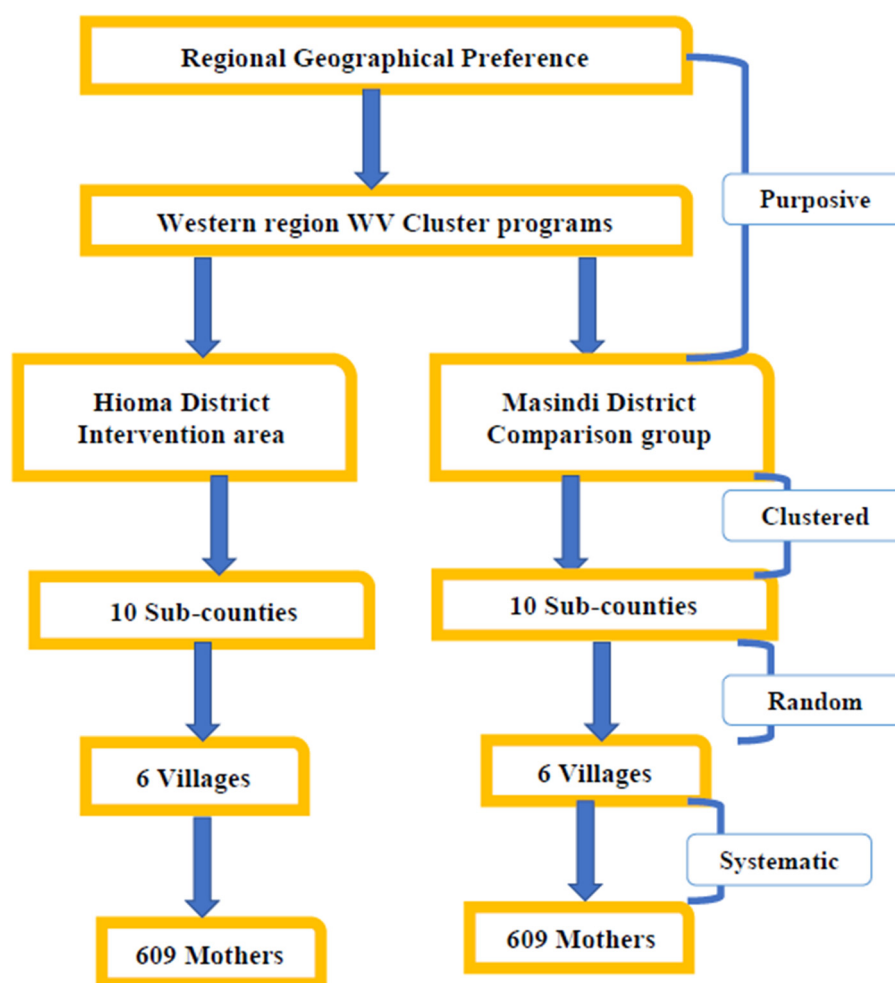 Regional Geographical Preference
Purposive
Western region WV Cluster programs
Hioma District
Intervention area
Masindi District
Comparison group
Clustered
10 Sub-counties
10 Sub-counties
Random
6 Villages
6 Villages
Systematic
609 Mothers
609 Mothers